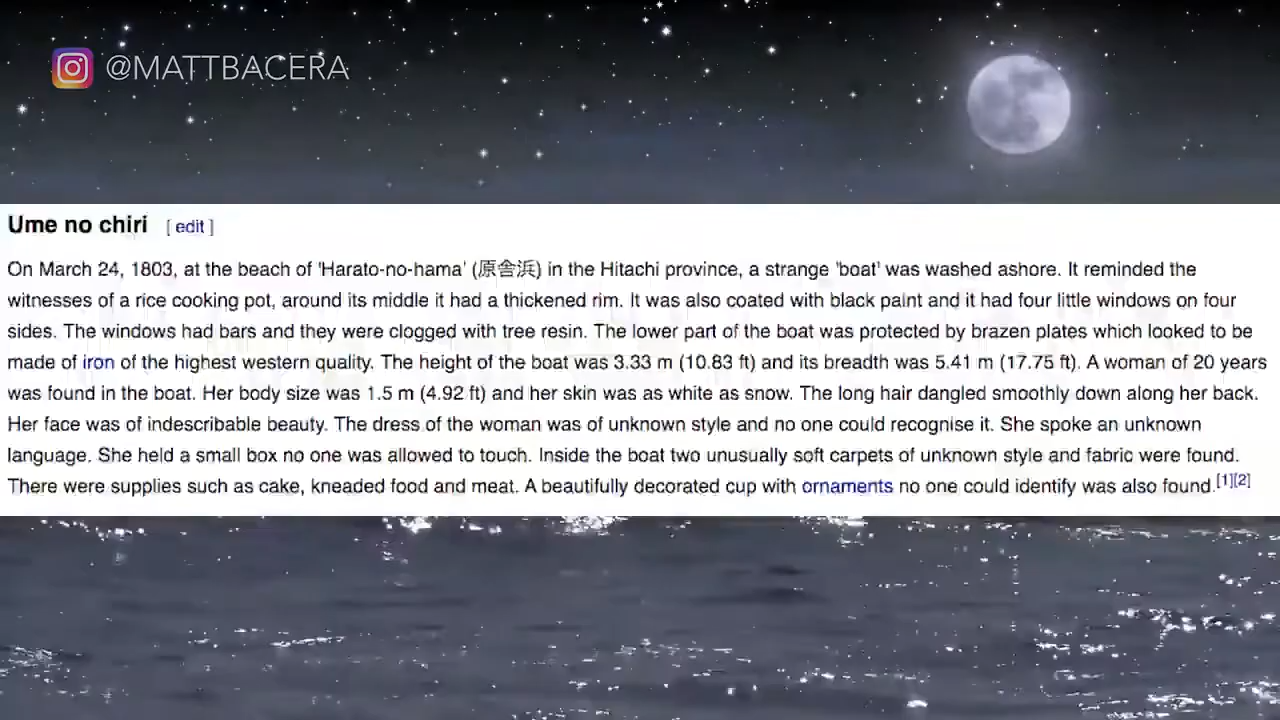 @MATTBACERA
Ume no chiri [ edit ]
On March 24, 1803, at the beach of 'Harato-no-hama' (原舎浜) in the Hitachi province, a strange 'boat' was washed ashore. It reminded the
witnesses of a rice cooking pot, around its middle it had a thickened rim. It was also coated with black paint and it had four little windows on four
sides. The windows had bars and they were clogged with tree resin. The lower part of the boat was protected by brazen plates which looked to be
made of iron of the highest western quality. The height of the boat was 3.33 m (10.83 ft) and its breadth was 5.41 m (17.75 ft). A woman of 20 years
was found in the boat. Her body size was 1.5 m (4.92 ft) and her skin was as white as snow. The long hair dangled smoothly down along her back.
Her face was of indescribable beauty. The dress of the woman was of unknown style and no one could recognise it. She spoke an unknown
language. She held a small box no one was allowed to touch. Inside the boat two unusually soft carpets of unknown style and fabric were found.
There were supplies such as cake, kneaded food and meat. A beautifully decorated cup with ornaments no one could identify was also found.[1][2]